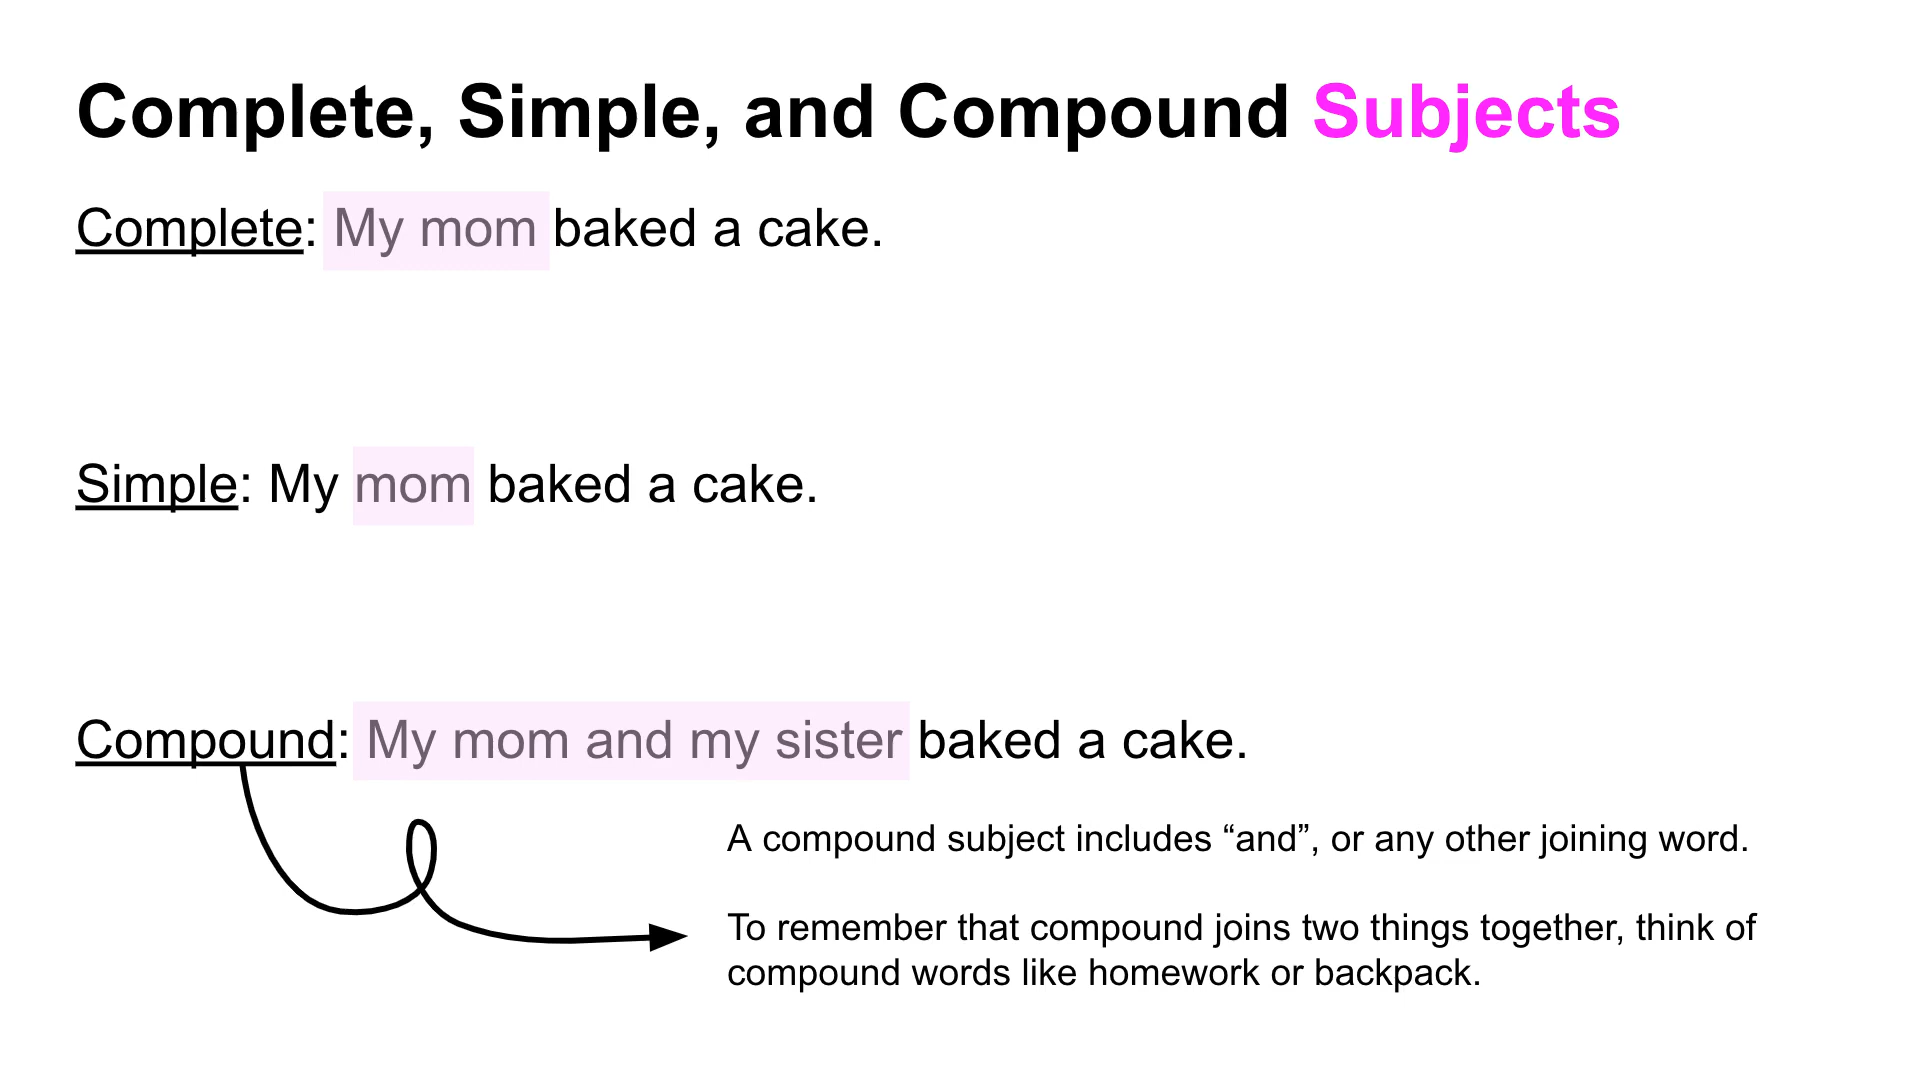 Complete, Simple, and Compound Subjects
Complete: My mom baked a cake.
Simple: My mom baked a cake.
Compound: My mom and my sister baked a cake.
A compound subject includes “and”, or any other joining word.
To remember that compound joins two things together, think of
compound words like homework or backpack.